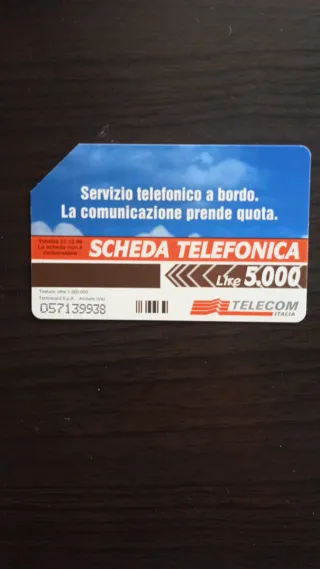 Servizio telefonico a bordo.
La comunicazione prende quota.
SCHEDA TELEFONICA
Lire 5.000
057139938
TELECOM
ITALIA